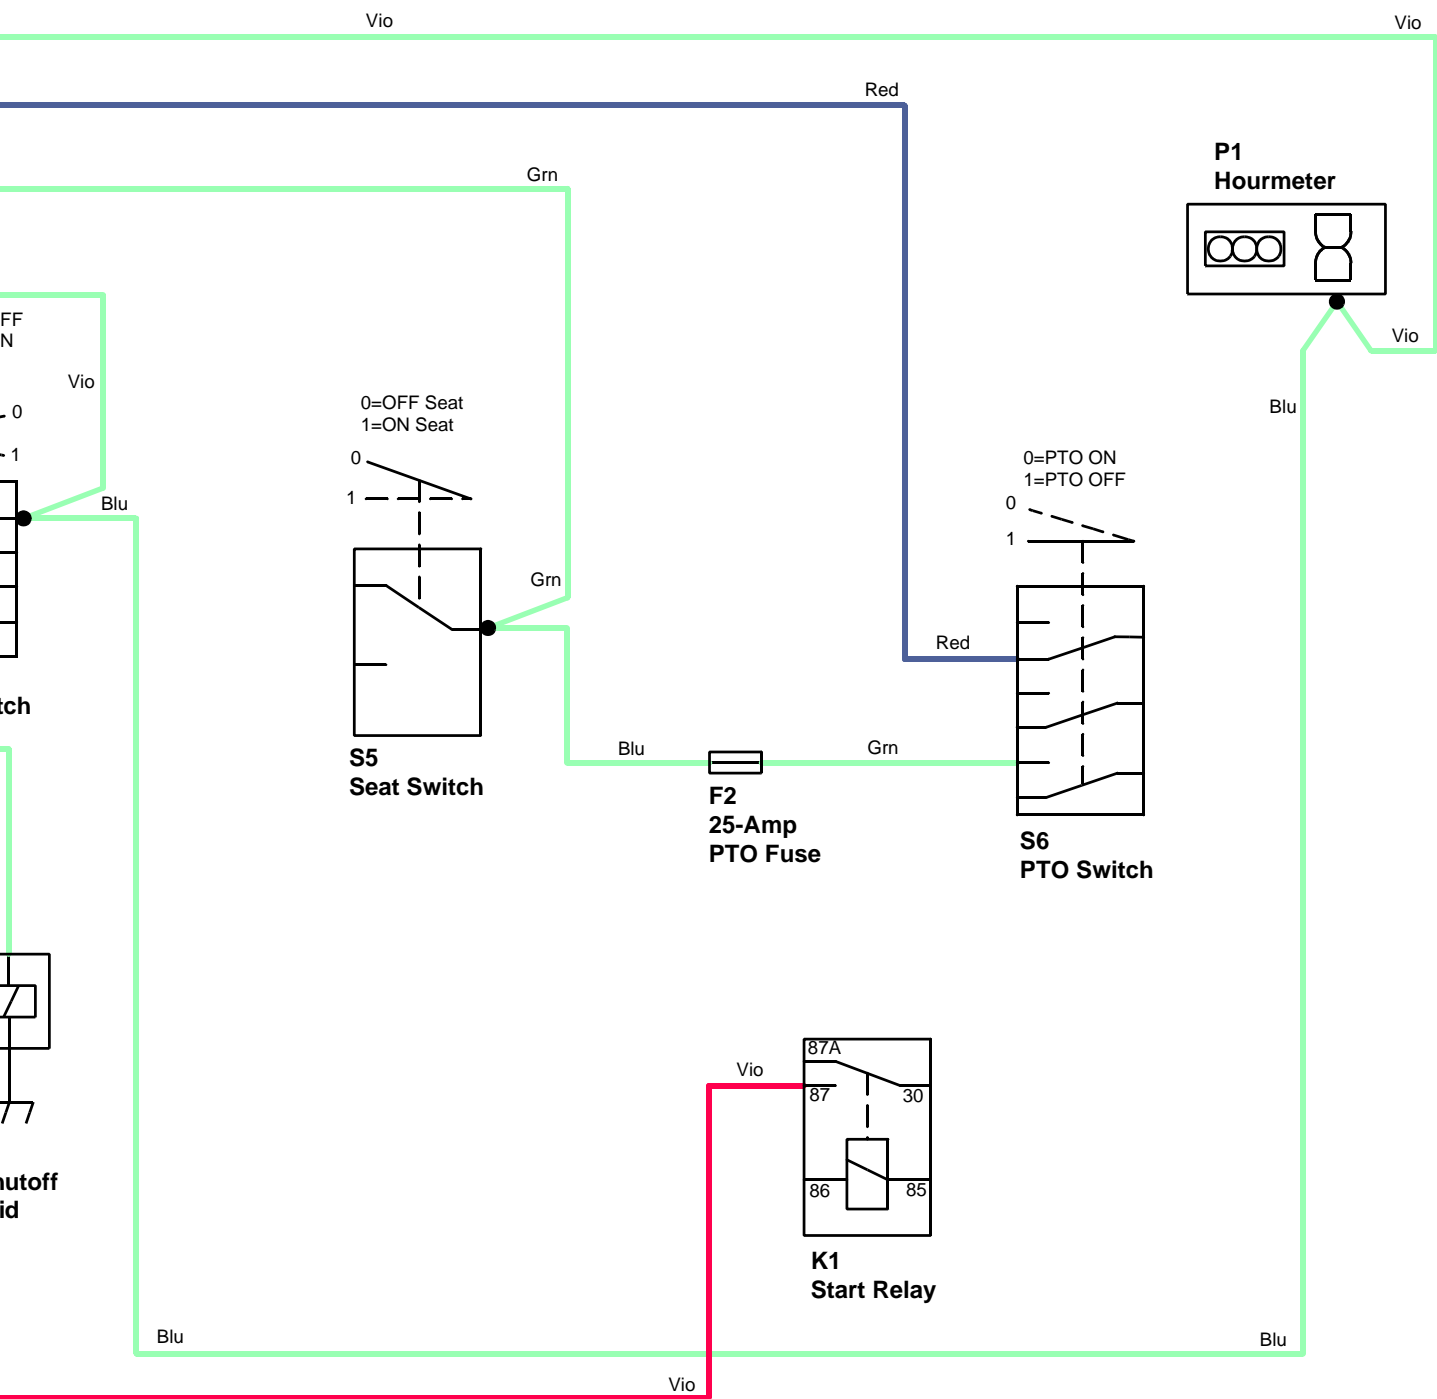 Vio
Vio
Red
P1
Hourmeter
Grn
FF
N
Vio
Vio
0
1
Blu
0=OFF Seat
1=ON Seat
0
1
Blu
0=PTO ON
1=PTO OFF
0
1
Grn
Red
tch
S5
Seat Switch
Blu
Grn
F2
25-Amp
PTO Fuse
S6
PTO Switch
87A
Vio
87
30
86
85
utoff
id
K1
Start Relay
Blu
Blu
Vio